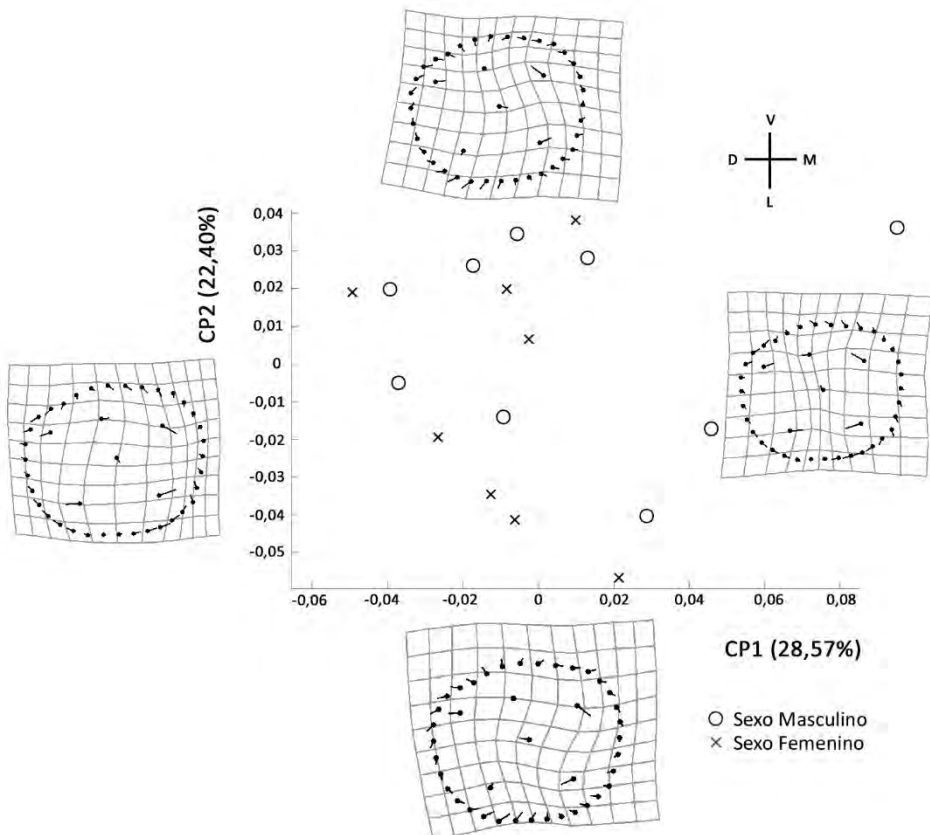 V
D M
L
CP2 (22,40%)
0,04
0,03
0,02
0,01
0
-0,01
-0,02
-0,03
-0,04
-0,05
-0,06 -0,04 -0,02 0 0,02 0,04 0,06 0,08
CP1 (28,57%)
Sexo Masculino
Sexo Femenino